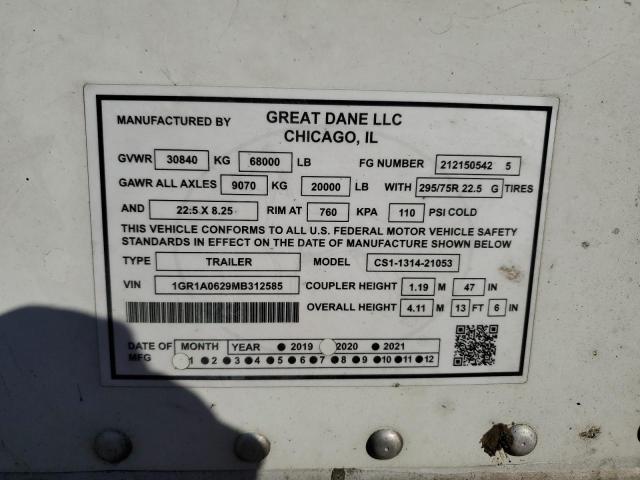 MANUFACTURED BY GREAT DANE LLC
CHICAGO, IL
GVWR 30840 KG 68000 LB FG NUMBER 212150542 5
GAWR ALL AXLES 9070 KG 20000 LB WITH 295/75R 22.5 G TIRES
AND 22:5 X 8.25 RIM AT 760 KPA 110 PSI COLD
THIS VEHICLE CONFORMS TO ALL U.S. FEDERAL MOTOR VEHICLE SAFETY
STANDARDS IN EFFECT ON THE DATE OF MANUFACTURE SHOWN BELOW
TYPE TRAILER MODEL CS1-1314-21053
VIN 1GR1A0629MB312585 COUPLER HEIGHT 1.19 M 47 IN
OVERALL HEIGHT 4.11 M 13 FT 6 IN
DATE OF MONTH YEAR 2019 2020 2021
MFG 1 2 3 4 5 6 7 8 9 10 11 12